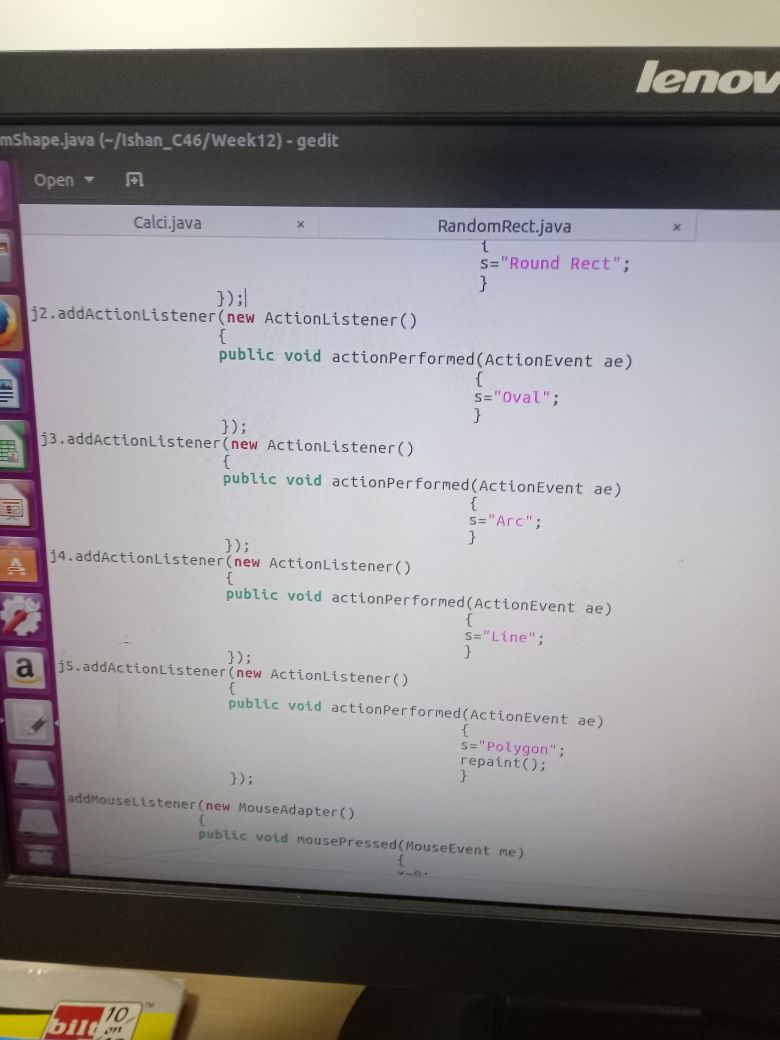 lenov
mShape.java (~/Ishan_C46/Week12) - gedit
Open
Calci.java × RandomRect.java ×
{
s="Round Rect";
}
});
j2.addActionListener(new ActionListener()
{
public void actionPerformed(ActionEvent ae)
{
s="Oval";
}
});
j3.addActionListener(new ActionListener()
{
public void actionPerformed(ActionEvent ae)
{
s="Arc";
}
});
j4.addActionListener(new ActionListener()
{
public void actionPerformed(ActionEvent ae)
{
s="Line";
}
});
j5.addActionListener(new ActionListener()
{
public void actionPerformed(ActionEvent ae)
{
s="Polygon";
repaint();
}
});
addMouseListener(new MouseAdapter()
{
public void mousePressed(MouseEvent me)
{
a
bilt
10
on